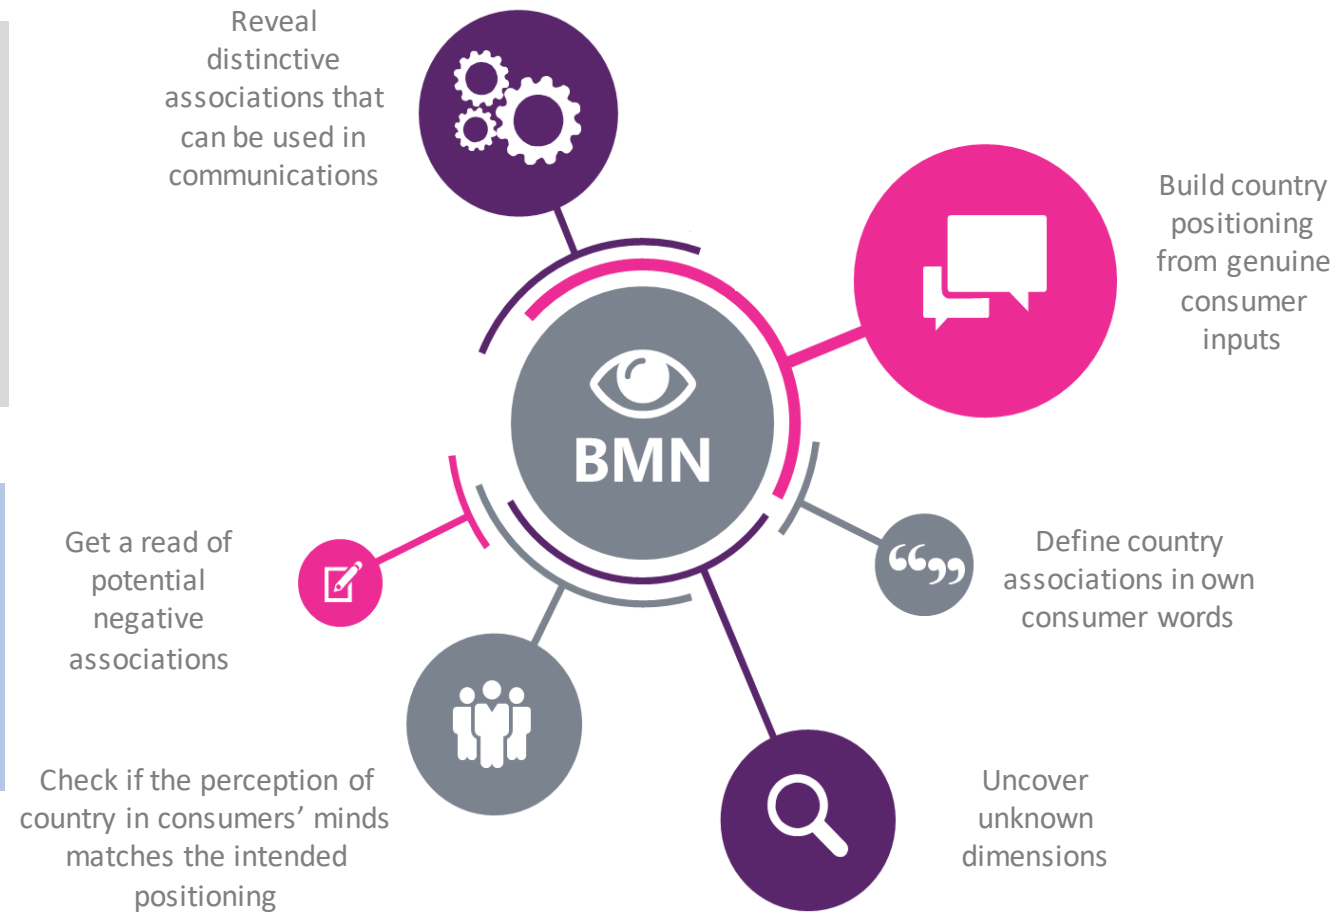 Reveal
distinctive
associations that
can be used in
communications
Build country
positioning
from genuine
consumer
inputs
BMN
Get a read of
potential
negative
associations
Define country
associations in own
consumer words
Check if the perception of
country in consumers’ minds
matches the intended
positioning
Uncover
unknown
dimensions